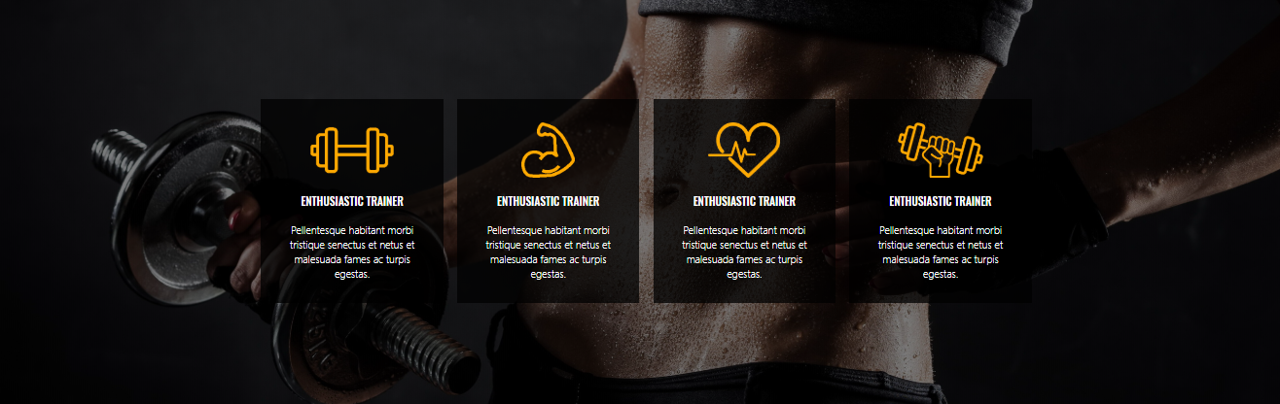 ENTHUSIASTIC TRAINER
Pellentesque habitant morbi
tristique senectus et netus et
malesuada fames ac turpis
egestas.
ENTHUSIASTIC TRAINER
Pellentesque habitant morbi
tristique senectus et netus et
malesuada fames ac turpis
egestas.
ENTHUSIASTIC TRAINER
Pellentesque habitant morbi
tristique senectus et netus et
malesuada fames ac turpis
egestas.
ENTHUSIASTIC TRAINER
Pellentesque habitant morbi
tristique senectus et netus et
malesuada fames ac turpis
egestas.